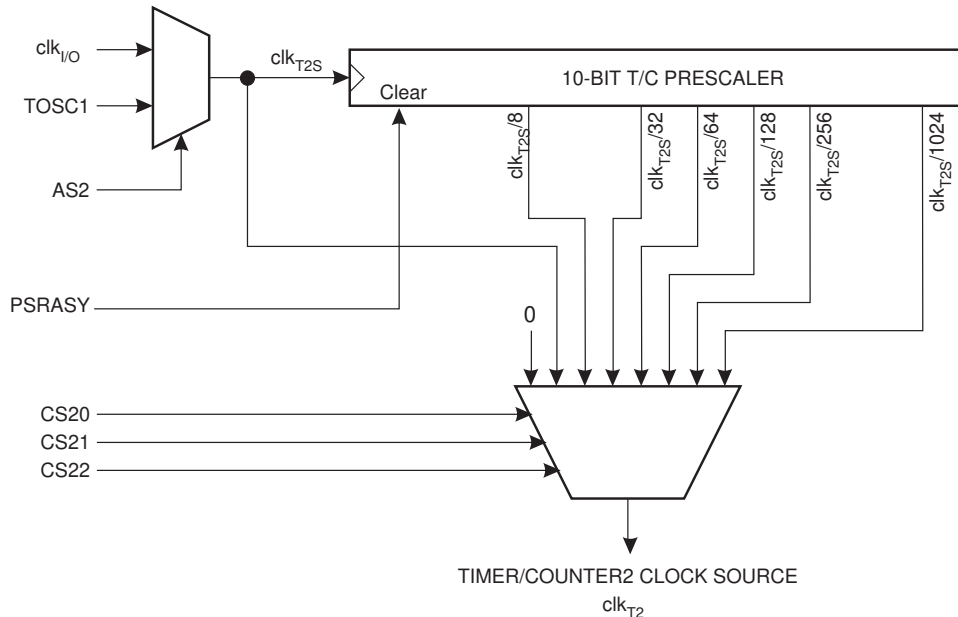 clkI/O
clkT2S
10-BIT T/C PRESCALER
Clear
TOSC1
clkT2S/8
clkT2S/32
clkT2S/64
clkT2S/128
clkT2S/256
clkT2S/1024
AS2
PSRASY
0
CS20
CS21
CS22
TIMER/COUNTER2 CLOCK SOURCE
clkT2